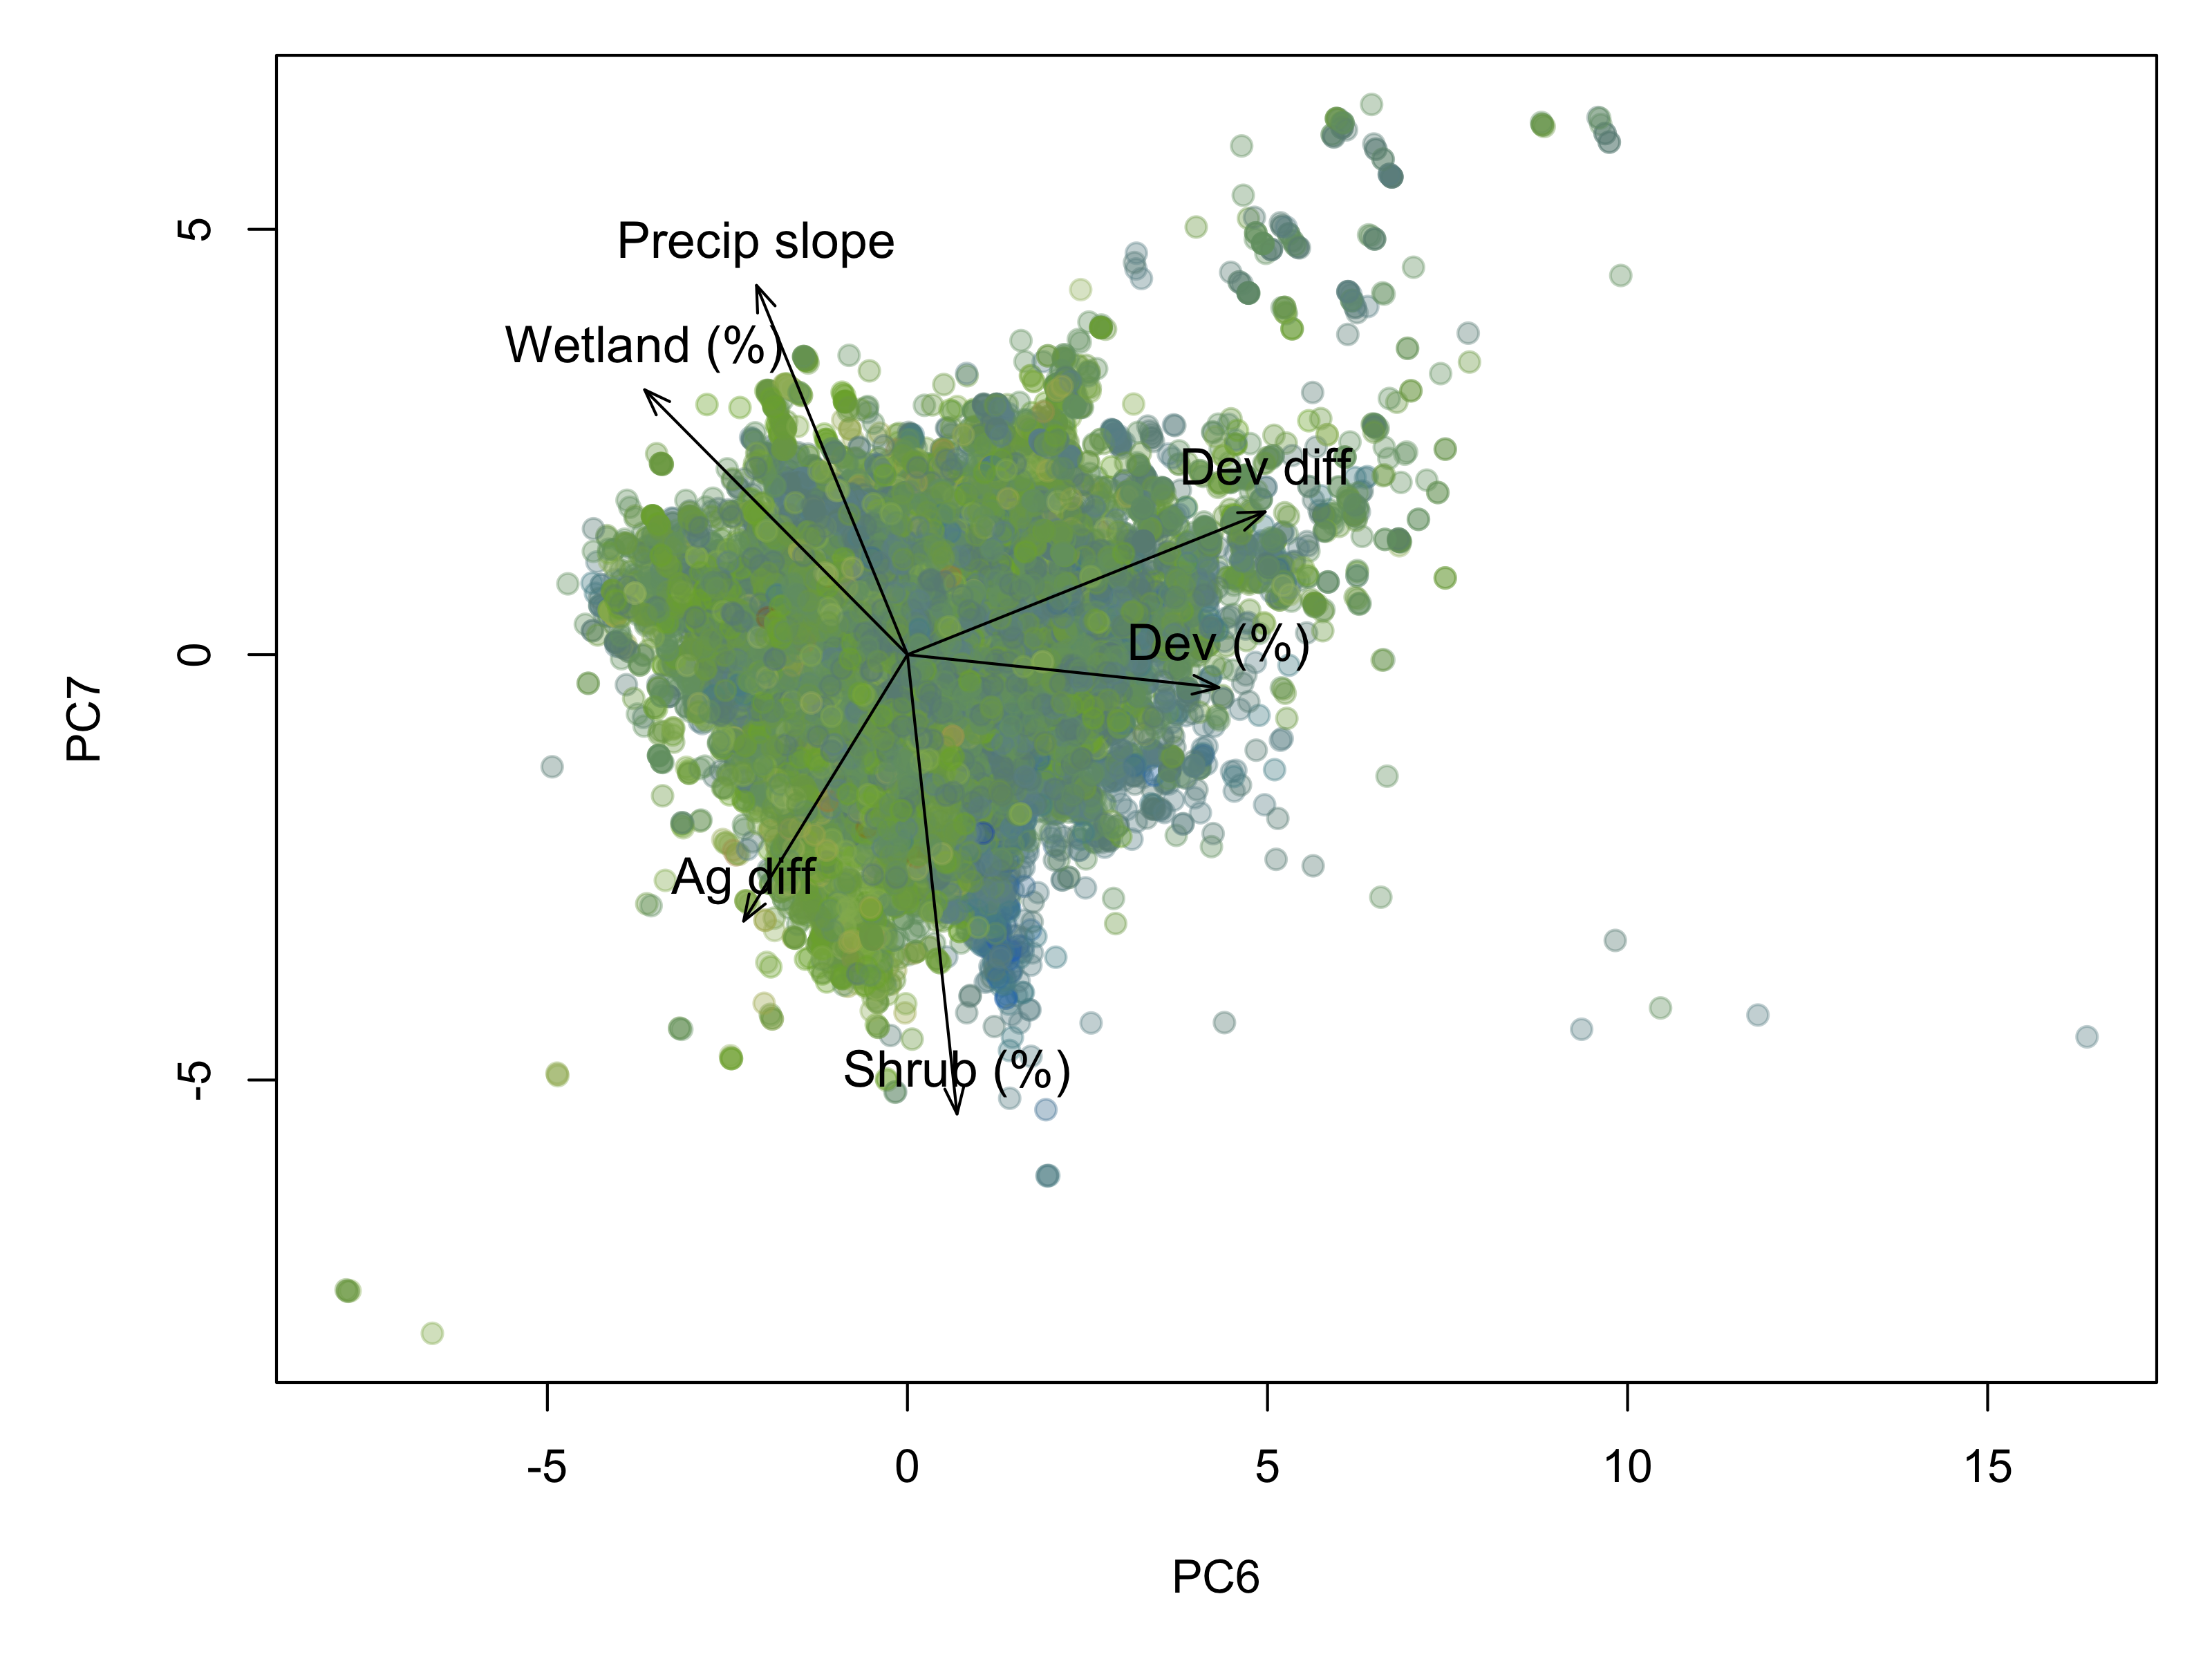 Precip slope
Wetland (%)
Dev diff
Dev (%)
Ag diff
Shrub (%)
5
0
-5
PC7
-5 0 5 10 15
PC6